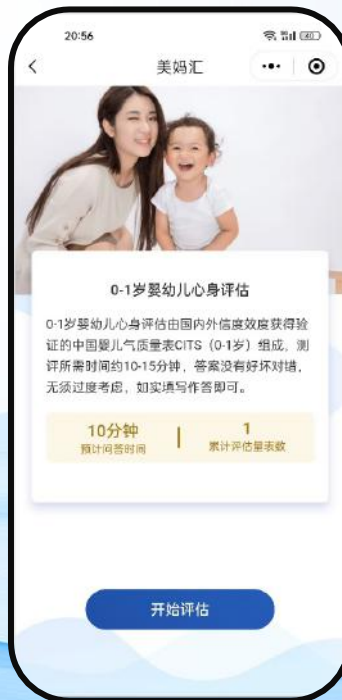 20:56
美妈汇
0-1岁婴幼儿心身评估
0-1岁婴幼儿心身评估由国内外信度效度获得验
证的中国婴儿气质量表CITS（0-1岁）组成，测
评所需时间约10-15分钟，答案没有好坏对错，
无须过度考虑，如实填写作答即可。
10分钟
预计问答时间
1
累计评估量表数
开始评估